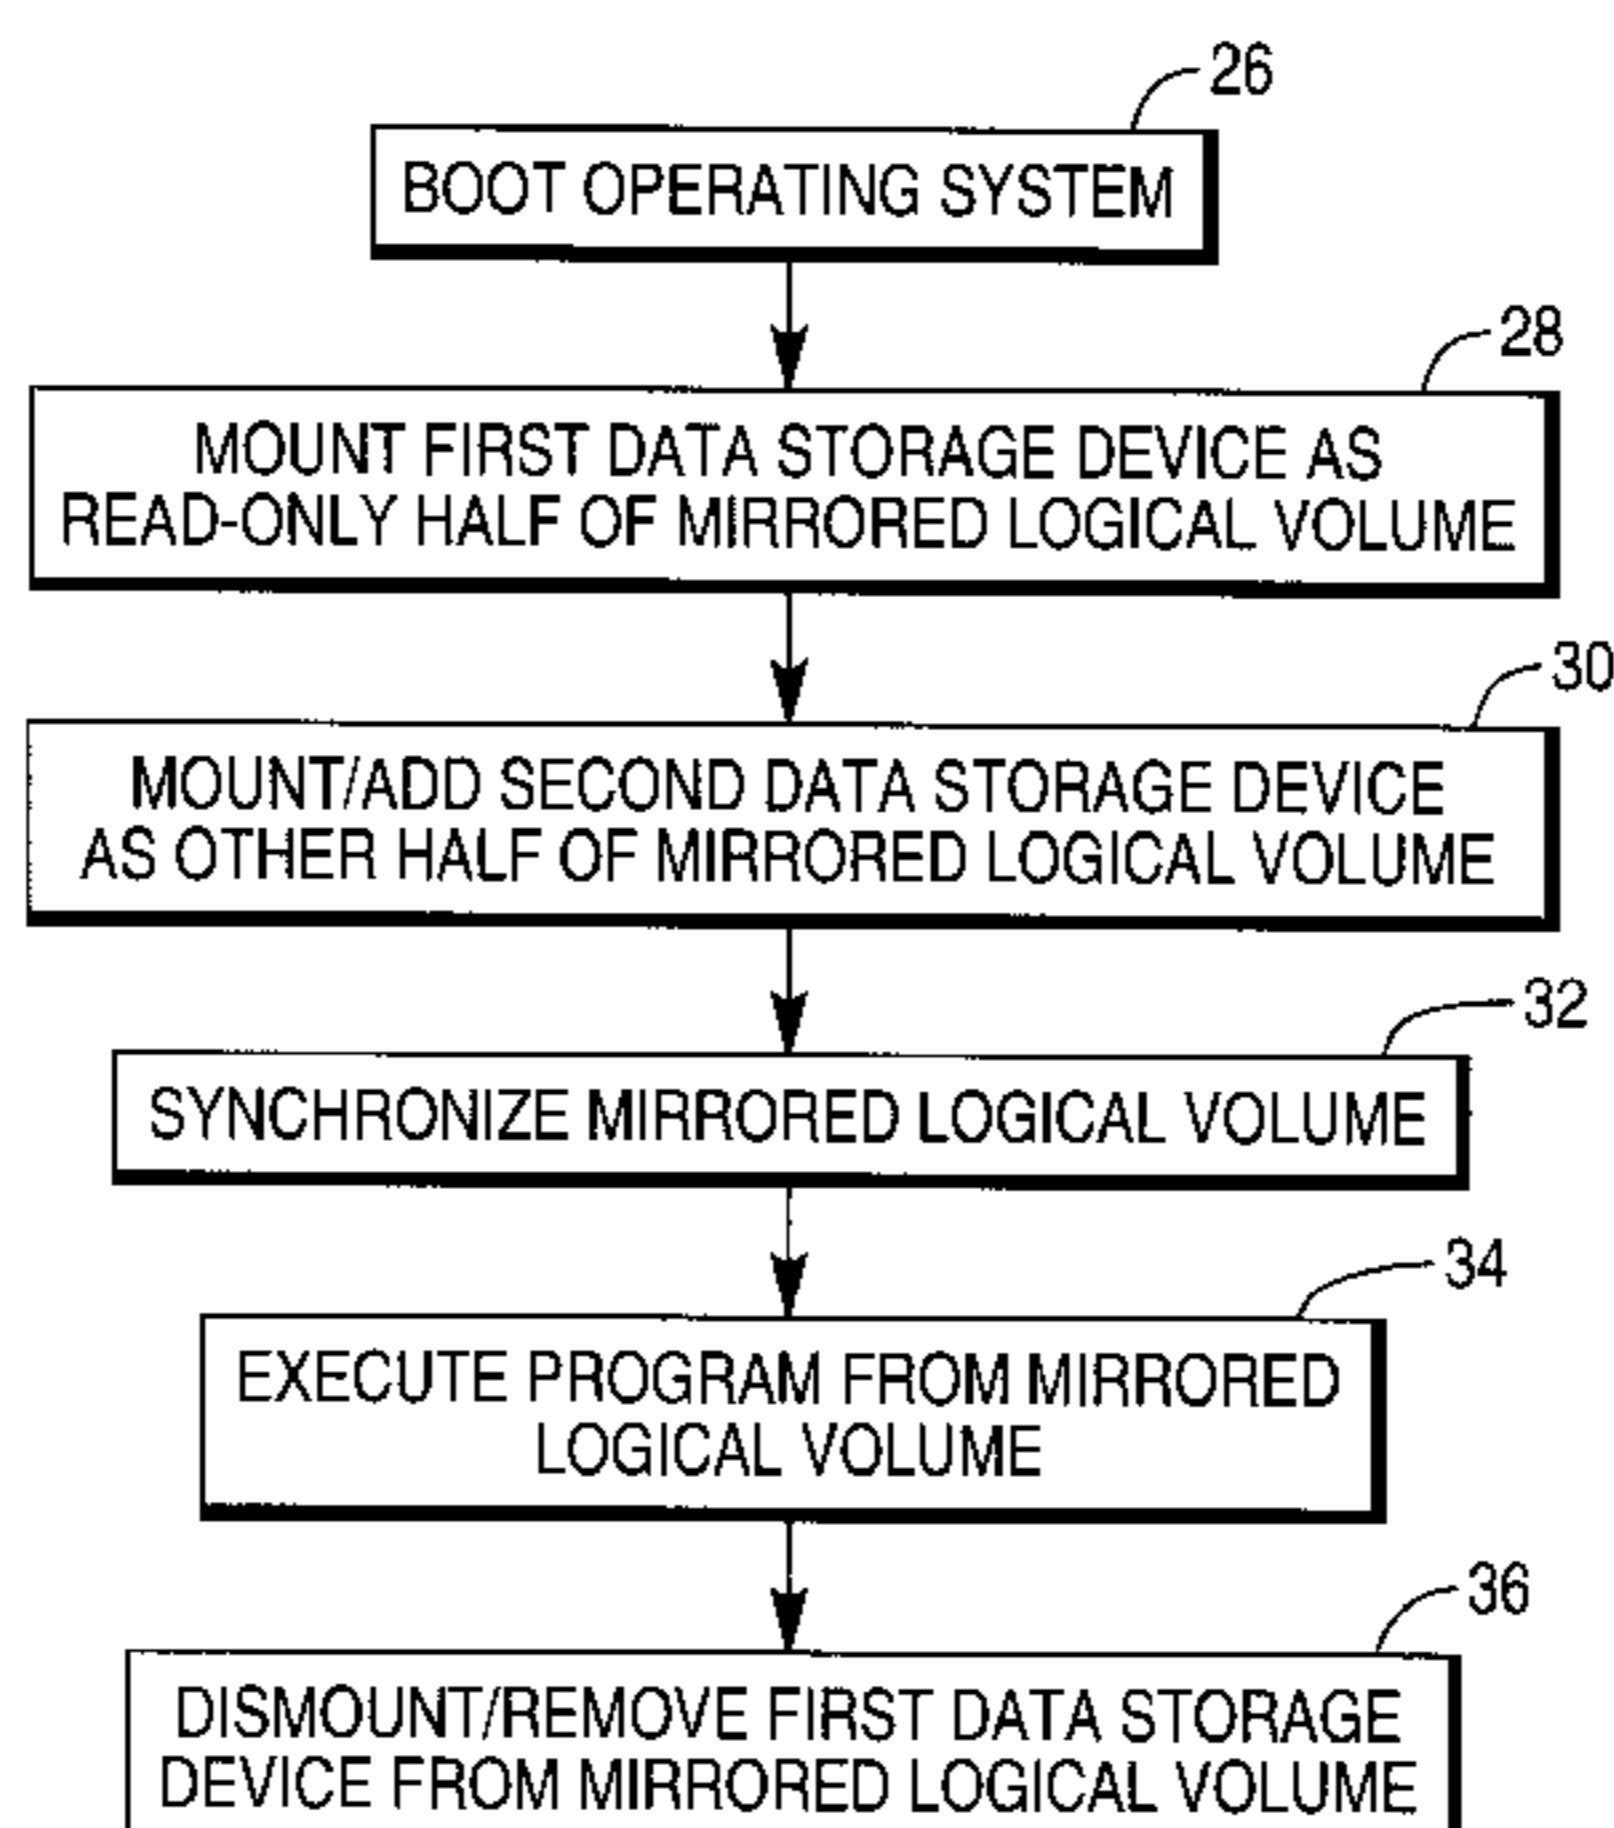 26
BOOT OPERATING SYSTEM
28
MOUNT FIRST DATA STORAGE DEVICE AS
READ-ONLY HALF OF MIRRORED LOGICAL VOLUME
30
MOUNT/ADD SECOND DATA STORAGE DEVICE
AS OTHER HALF OF MIRRORED LOGICAL VOLUME
32
SYNCHRONIZE MIRRORED LOGICAL VOLUME
34
EXECUTE PROGRAM FROM MIRRORED
LOGICAL VOLUME
36
DISMOUNT/REMOVE FIRST DATA STORAGE
DEVICE FROM MIRRORED LOGICAL VOLUME